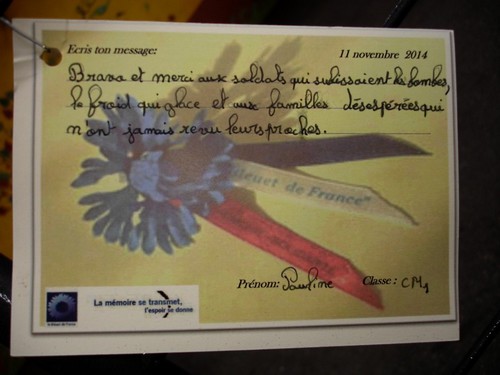 Ecris ton message:
11 novembre 2014
Bravo et merci aux soldats qui subissaient les bombes,
le froid qui glace et aux familles désespérées qui
n'ont jamais revu leurs proches.
Bleuet de France"
Prénom: Pauline
Classe: CM1
La mémoire se transmet,
l'espoir se donne